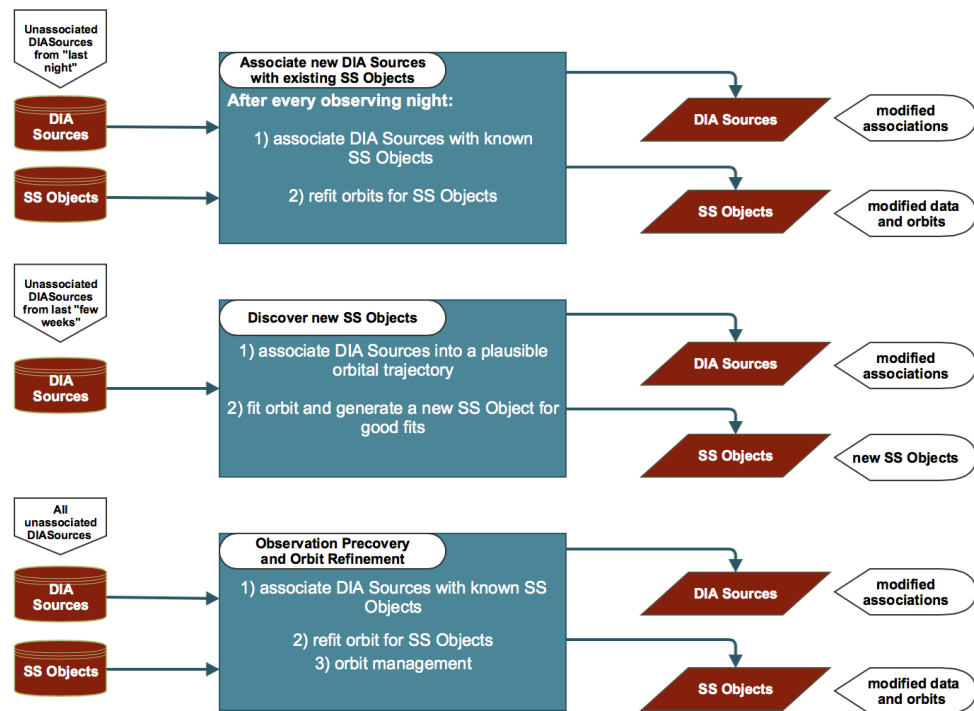 Unassociated
DIASources
from "last
night"
DIA
Sources
SS Objects
Associate new DIA Sources
with existing SS Objects
After every observing night:
1) associate DIA Sources with known
SS Objects
2) refit orbits for SS Objects
DIA Sources
modified
associations
SS Objects
modified data
and orbits
Unassociated
DIASources
from last "few
weeks"
DIA
Sources
Discover new SS Objects
1) associate DIA Sources into a plausible
orbital trajectory
2) fit orbit and generate a new SS Object for
good fits
DIA Sources
modified
associations
SS Objects
new SS Objects
All
unassociated
DIASources
DIA
Sources
SS Objects
Observation Precovery
and Orbit Refinement
1) associate DIA Sources with known SS
Objects
2) refit orbit for SS Objects
3) orbit management
DIA Sources
modified
associations
SS Objects
modified data
and orbits